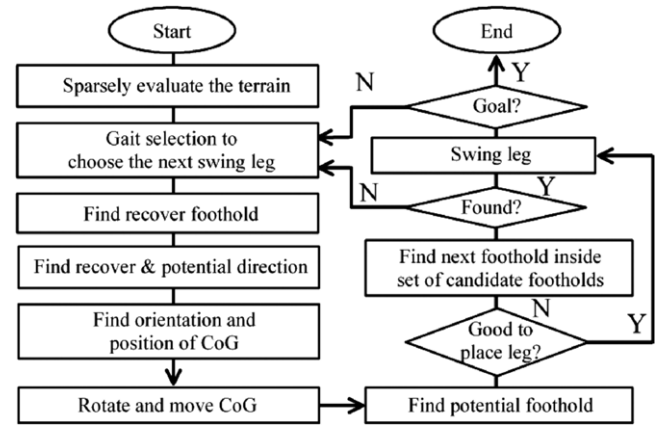 Start
Sparsely evaluate the terrain
Gait selection to
choose the next swing leg
Find recover foothold
Find recover & potential direction
Find orientation and
position of CoG
Rotate and move CoG
End
Y
N
Goal?
Swing leg
Y
N
Found?
Find next foothold inside
set of candidate footholds
N
Good to
place leg?
Y
Find potential foothold